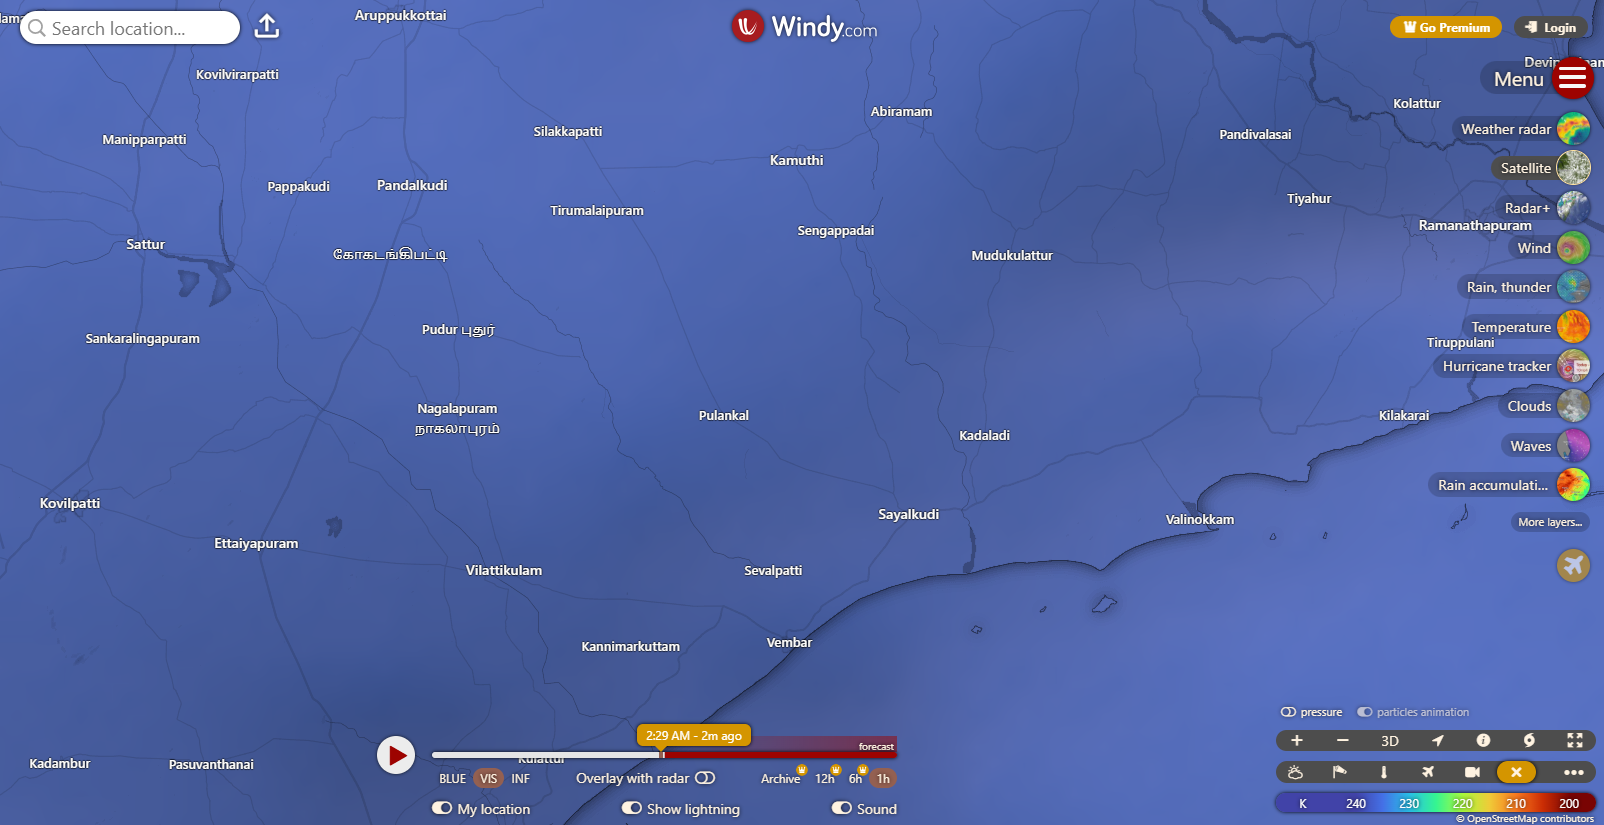 Search location...
Aruppukkottai
Windy.com
Go Premium
Login
Menu
Kovilvirarpatti
Manipparpatti
Silakkapatti
Abiramam
Kolattur
Pandivalasai
Weather radar
Kamuthi
Pappakudi
Pandalkudi
Satellite
Tirumalaipuram
Tiyahur
Radar+
Sengappadai
Ramanathapuram
Sattur
கோகடங்கிபட்டி
Mudukulattur
Wind
Rain, thunder
Pudur புதூர்
Sankaralingapuram
Temperature
Tiruppulani
Hurricane tracker
Nagalapuram
நாகலாபுரம்
Pulankal
Kadaladi
Clouds
Kilakarai
Waves
Rain accumulati...
Kovilpatti
Sayalkudi
Valinokkam
More layers...
Ettaiyapuram
Vilattikulam
Sevalpatti
Kannimarkuttam
Vembar
pressure
particles animation
2:29 AM - 2m ago
forecast
3D
Kadambur
Pasuvanthanai
Kulattur
BLUE VIS INF
Overlay with radar
Archive 12h 6h 1h
My location
Show lightning
Sound
K 240 230 220 210 200
© OpenStreetMap contributors